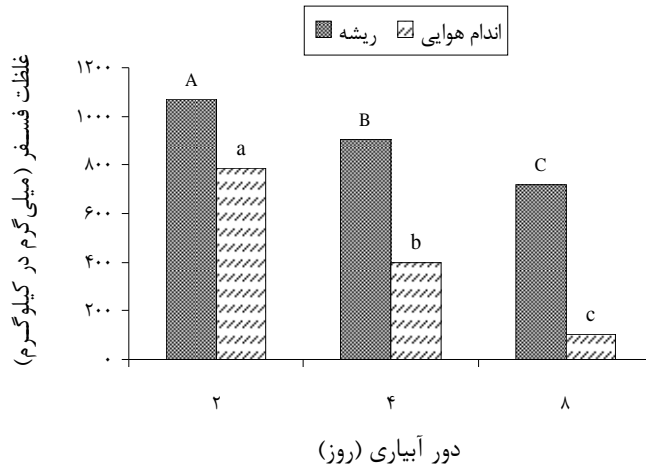 ریشه اندام هوایی
غلظت فسفر (میلی‌گرم در کیلوگرم)
۱۲۰۰
۱۰۰۰
۸۰۰
۶۰۰
۴۰۰
۲۰۰
۰
A
a
B
b
C
c
۲ ۴ ۸
دور آبیاری (روز)